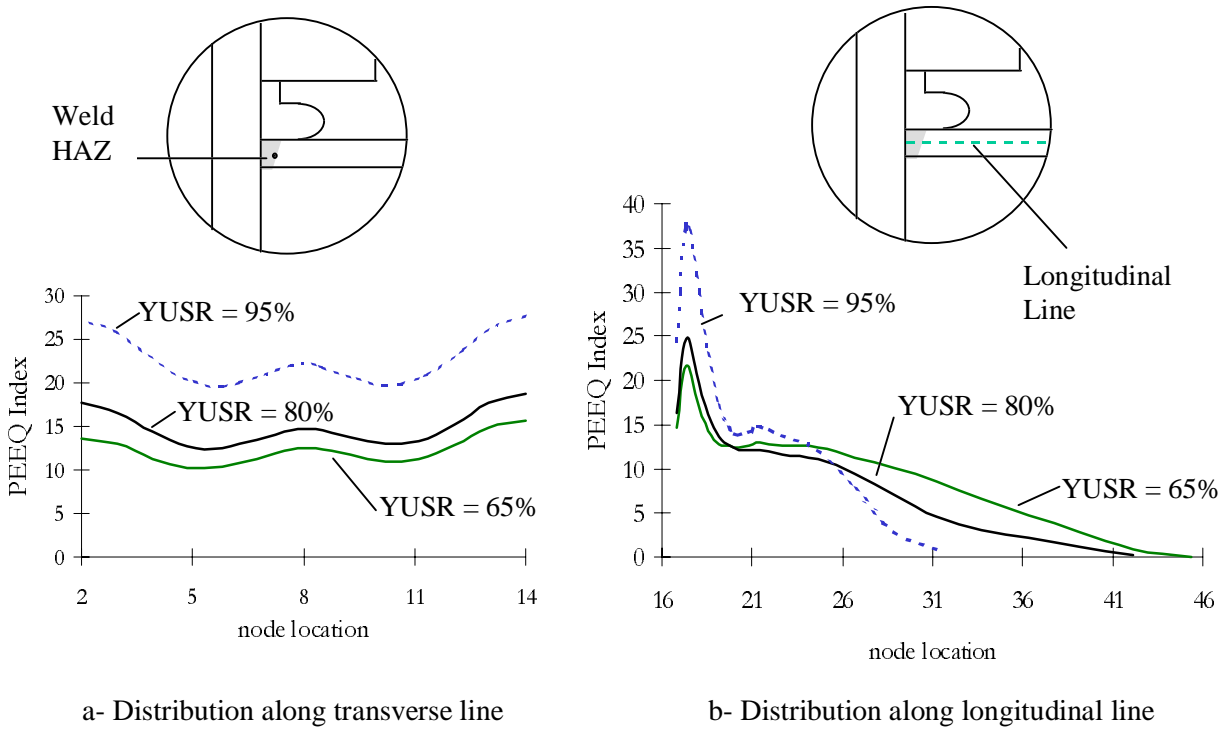 Weld
HAZ
30
25
20
15
10
5
0
PEEQ Index
YUSR = 95%
YUSR = 80%
YUSR = 65%
2 5 8 11 14
node location
a- Distribution along transverse line
Longitudinal
Line
40
35
30
25
20
15
10
5
0
PEEQ Index
YUSR = 95%
YUSR = 80%
YUSR = 65%
16 21 26 31 36 41 46
node location
b- Distribution along longitudinal line